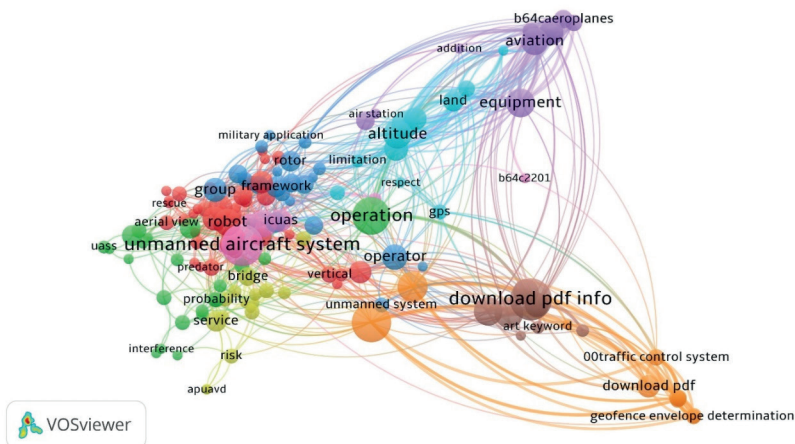 b64caeroplanes
aviation
addition
land
equipment
air station
altitude
military application
rotor
limitation
b64c2201
respect
group
framework
rescue
operation
gps
aerial view
robot
icuas
uass
unmanned aircraft system
operator
predator
bridge
vertical
probability
unmanned system
download pdf info
service
art keyword
interference
risk
00traffic control system
apuavd
download pdf
geofence envelope determination
VOSviewer